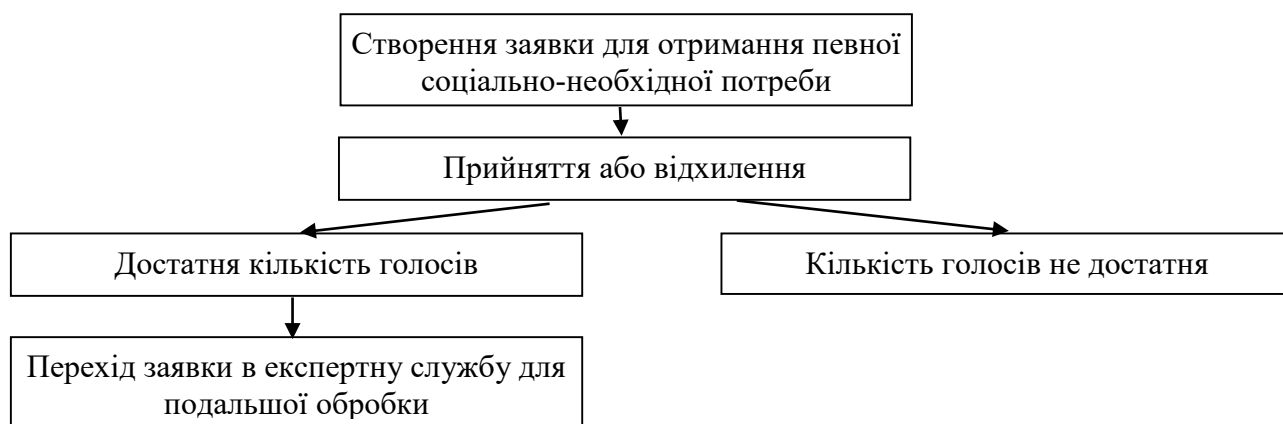 Створення заявки для отримання певної
соціально-необхідної потреби
Прийняття або відхилення
Достатня кількість голосів
Кількість голосів не достатня
Перехід заявки в експертну службу для
подальшої обробки